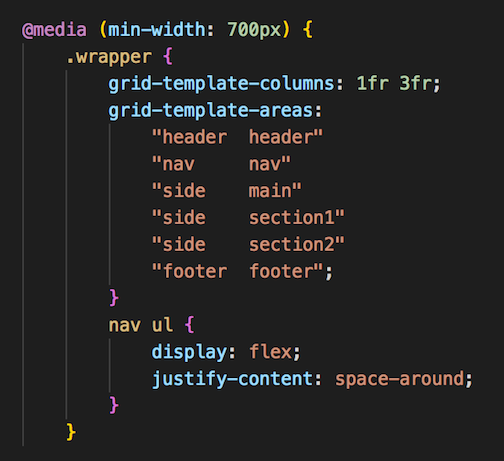 @media (min-width: 700px) {
    .wrapper {
        grid-template-columns: 1fr 3fr;
        grid-template-areas:
            "header  header"
            "nav     nav"
            "side    main"
            "side    section1"
            "side    section2"
            "footer  footer";
        }
        nav ul {
            display: flex;
            justify-content: space-around;
        }
    }